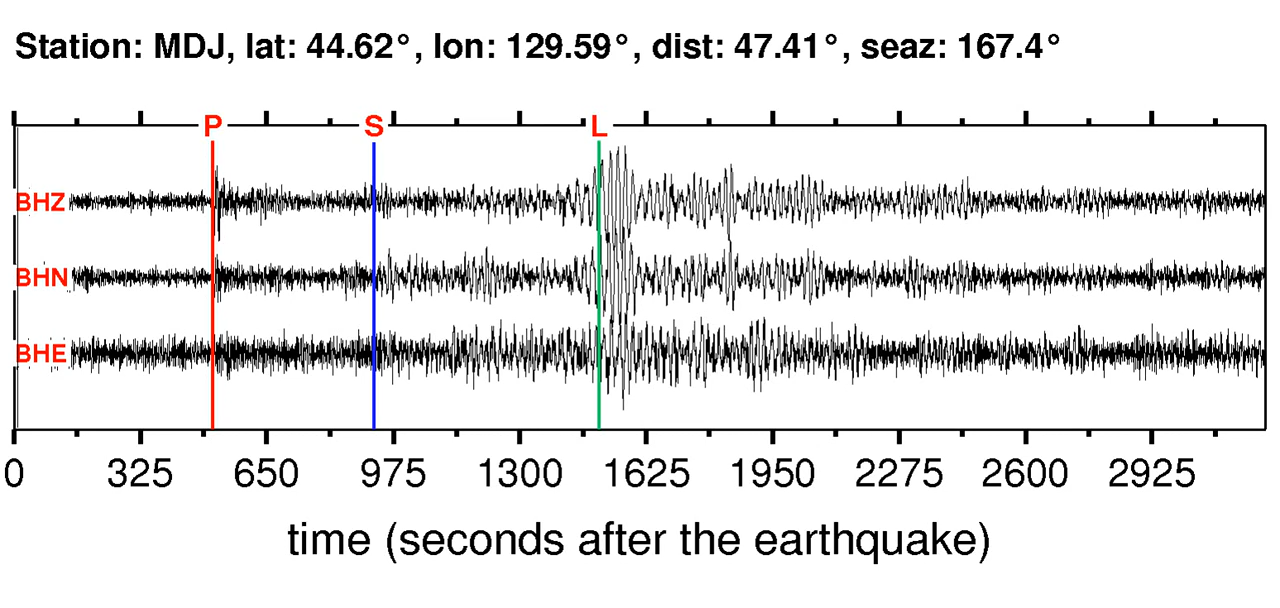 Station: MDJ, lat: 44.62°, lon: 129.59°, dist: 47.41°, seaz: 167.4°
P S L
BHZ
BHN
BHE
0 325 650 975 1300 1625 1950 2275 2600 2925
time (seconds after the earthquake)